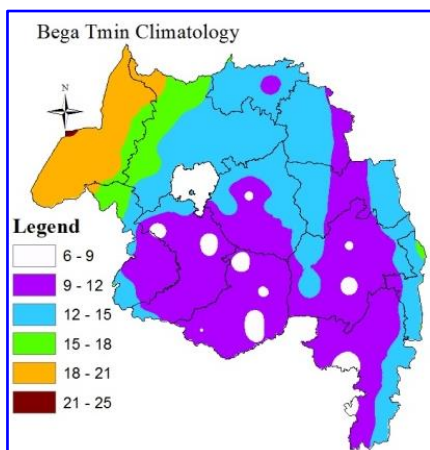 Bega Tmin Climatology
N
Legend
6 - 9
9 - 12
12 - 15
15 - 18
18 - 21
21 - 25